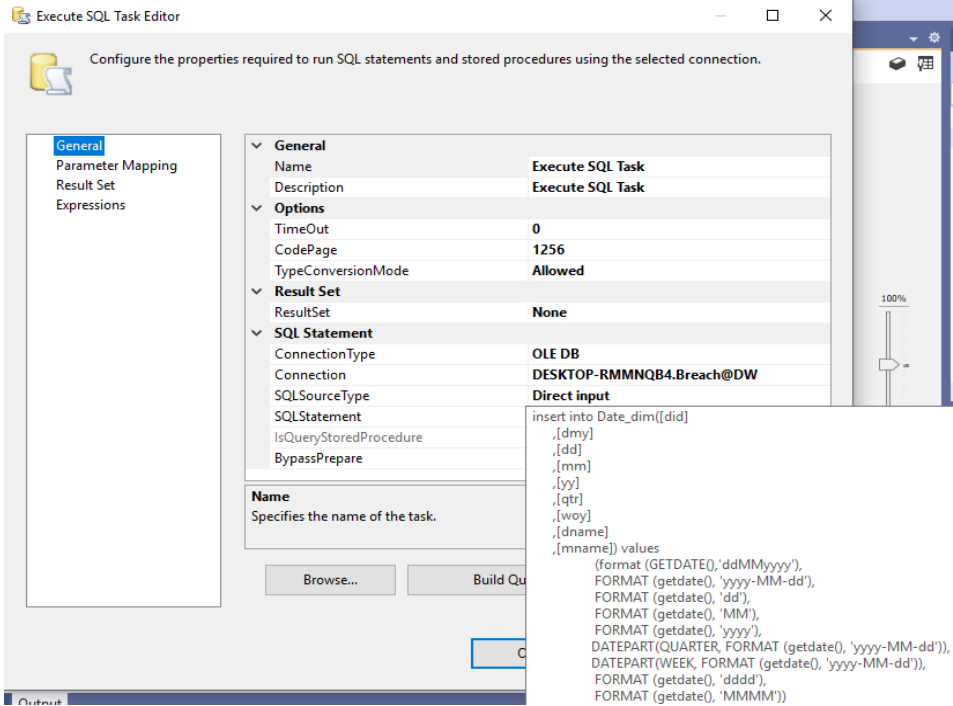 Execute SQL Task Editor
Configure the properties required to run SQL statements and stored procedures using the selected connection.
General
Parameter Mapping
Result Set
Expressions
General
Name Execute SQL Task
Description Execute SQL Task
Options
TimeOut 0
CodePage 1256
TypeConversionMode Allowed
Result Set
ResultSet None
SQL Statement
ConnectionType OLE DB
Connection DESKTOP-RMMNQB4.Breach@DW
SQLSourceType Direct input
SQLStatement
IsQueryStoredProcedure
BypassPrepare
Name
Specifies the name of the task.
Browse...
Build Qu
O
insert into Date_dim([did]
,[dmy]
,[dd]
,[mm]
,[yy]
,[qtr]
,[woy]
,[dname]
,[mname]) values
(format (GETDATE(),'ddMMyyyy'),
FORMAT (getdate(), 'yyyy-MM-dd'),
FORMAT (getdate(), 'dd'),
FORMAT (getdate(), 'MM'),
FORMAT (getdate(), 'yyyy'),
DATEPART(QUARTER, FORMAT (getdate(), 'yyyy-MM-dd')),
DATEPART(WEEK, FORMAT (getdate(), 'yyyy-MM-dd')),
FORMAT (getdate(), 'dddd'),
FORMAT (getdate(), 'MMMM'))
100%
Output